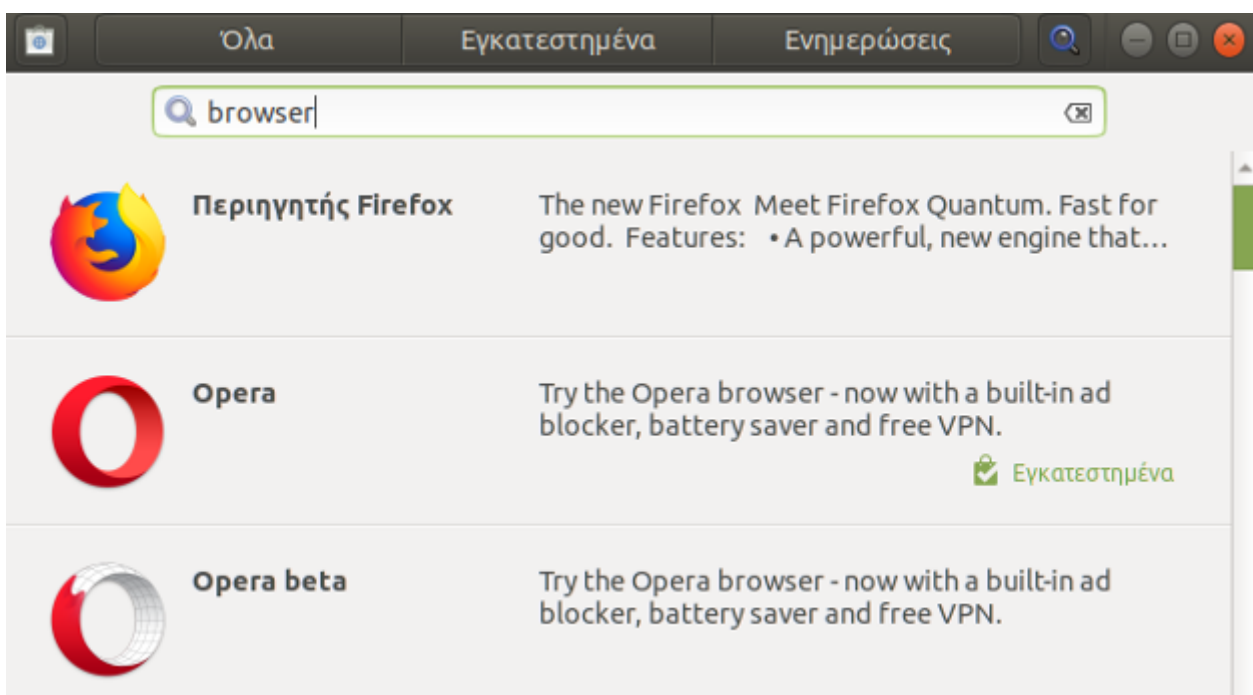 Όλα Εγκατεστημένα Ενημερώσεις
browser
Περιηγητής Firefox
The new Firefox  Meet Firefox Quantum. Fast for
good.  Features:   • A powerful, new engine that…
Opera
Try the Opera browser - now with a built-in ad
blocker, battery saver and free VPN.
Εγκατεστημένα
Opera beta
Try the Opera browser - now with a built-in ad
blocker, battery saver and free VPN.